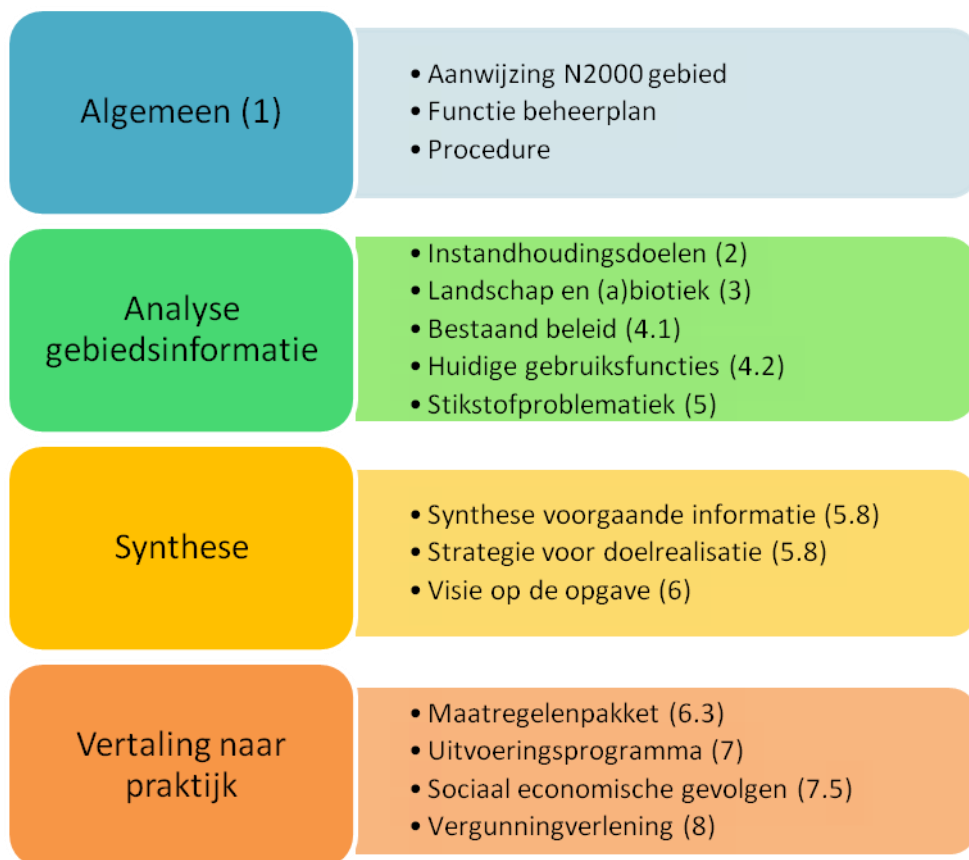 Algemeen (1)
• Aanwijzing N2000 gebied
• Functie beheerplan
• Procedure
Analyse
gebiedsinformatie
• Instandhoudingsdoelen (2)
• Landschap en (a)biotiek (3)
• Bestaand beleid (4.1)
• Huidige gebruiksfuncties (4.2)
• Stikstofproblematiek (5)
Synthese
• Synthese voorgaande informatie (5.8)
• Strategie voor doelrealisatie (5.8)
• Visie op de opgave (6)
Vertaling naar
praktijk
• Maatregelenpakket (6.3)
• Uitvoeringsprogramma (7)
• Sociaal economische gevolgen (7.5)
• Vergunningverlening (8)